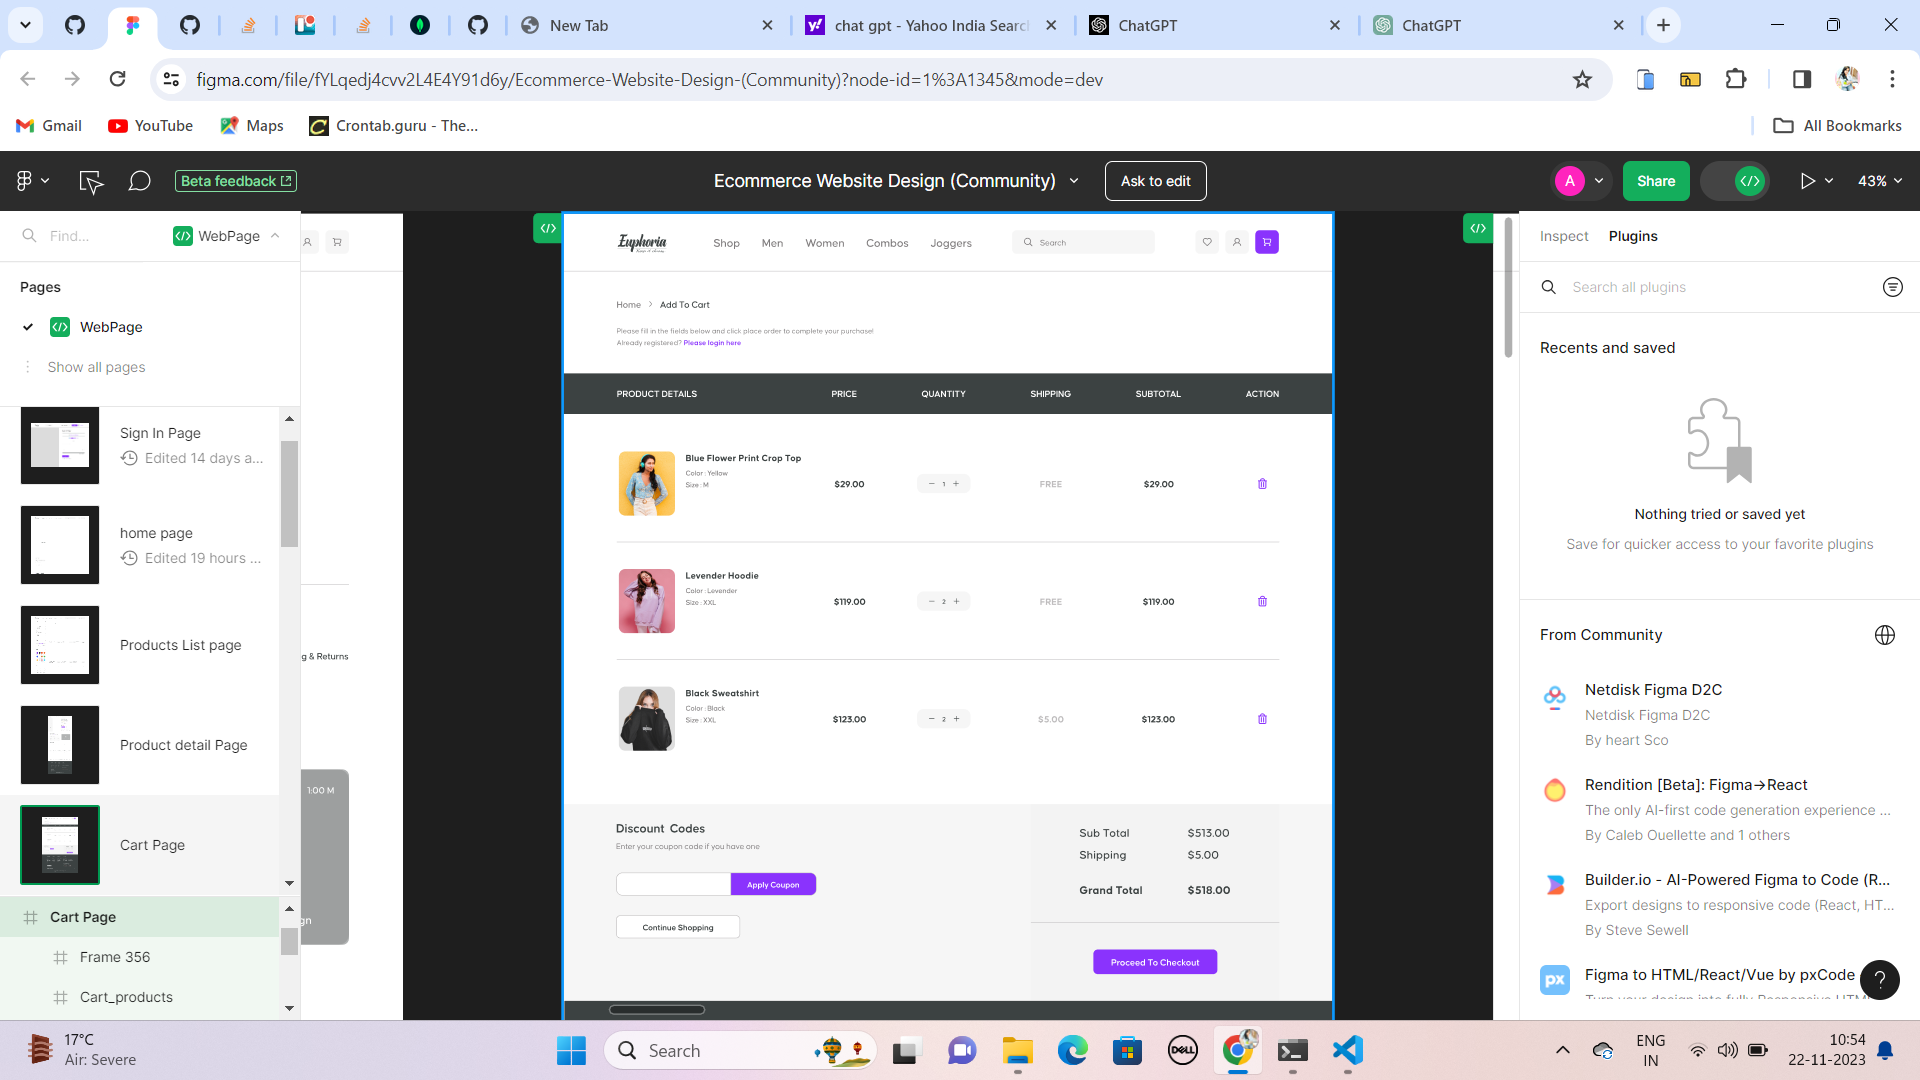 New Tab
chat gpt - Yahoo India Search
ChatGPT
ChatGPT
figma.com/file/fYLqedj4cvv2L4E4Y91d6y/Ecommerce-Website-Design-(Community)?node-id=1%3A1345&mode=dev
Gmail
YouTube
Maps
Crontab.guru - The...
All Bookmarks
Beta feedback
Ecommerce Website Design (Community)
Ask to edit
A
Share
43%
Find...
WebPage
Pages
WebPage
Show all pages
Sign In Page
Edited 14 days a...
home page
Edited 19 hours ...
Products List page
Product detail Page
Cart Page
Cart Page
Frame 356
Cart_products
g & Returns
1:00 M
gn
Euphoria
Shop
Men
Women
Combos
Joggers
Search
Home
Add To Cart
Please fill in the fields below and click place order to complete your purchase!
Already registered? Please login here
PRODUCT DETAILS
PRICE
QUANTITY
SHIPPING
SUBTOTAL
ACTION
Blue Flower Print Crop Top
Color : Yellow
Size : M
$29.00
1
FREE
$29.00
Levender Hoodie
Color : Levender
Size : XXL
$119.00
2
FREE
$119.00
Black Sweatshirt
Color : Black
Size : XXL
$123.00
2
$5.00
$123.00
Discount Codes
Enter your coupon code if you have one
Apply Coupon
Continue Shopping
Sub Total $513.00
Shipping $5.00
Grand Total $518.00
Proceed To Checkout
Inspect
Plugins
Search all plugins
Recents and saved
Nothing tried or saved yet
Save for quicker access to your favorite plugins
From Community
Netdisk Figma D2C
Netdisk Figma D2C
By heart Sco
Rendition [Beta]: Figma→React
The only AI-first code generation experience ...
By Caleb Ouellette and 1 others
Builder.io - AI-Powered Figma to Code (R...
Export designs to responsive code (React, HT...
By Steve Sewell
px
Figma to HTML/React/Vue by pxCode
?
17°C
Air: Severe
Search
DELL
ENG
IN
10:54
22-11-2023